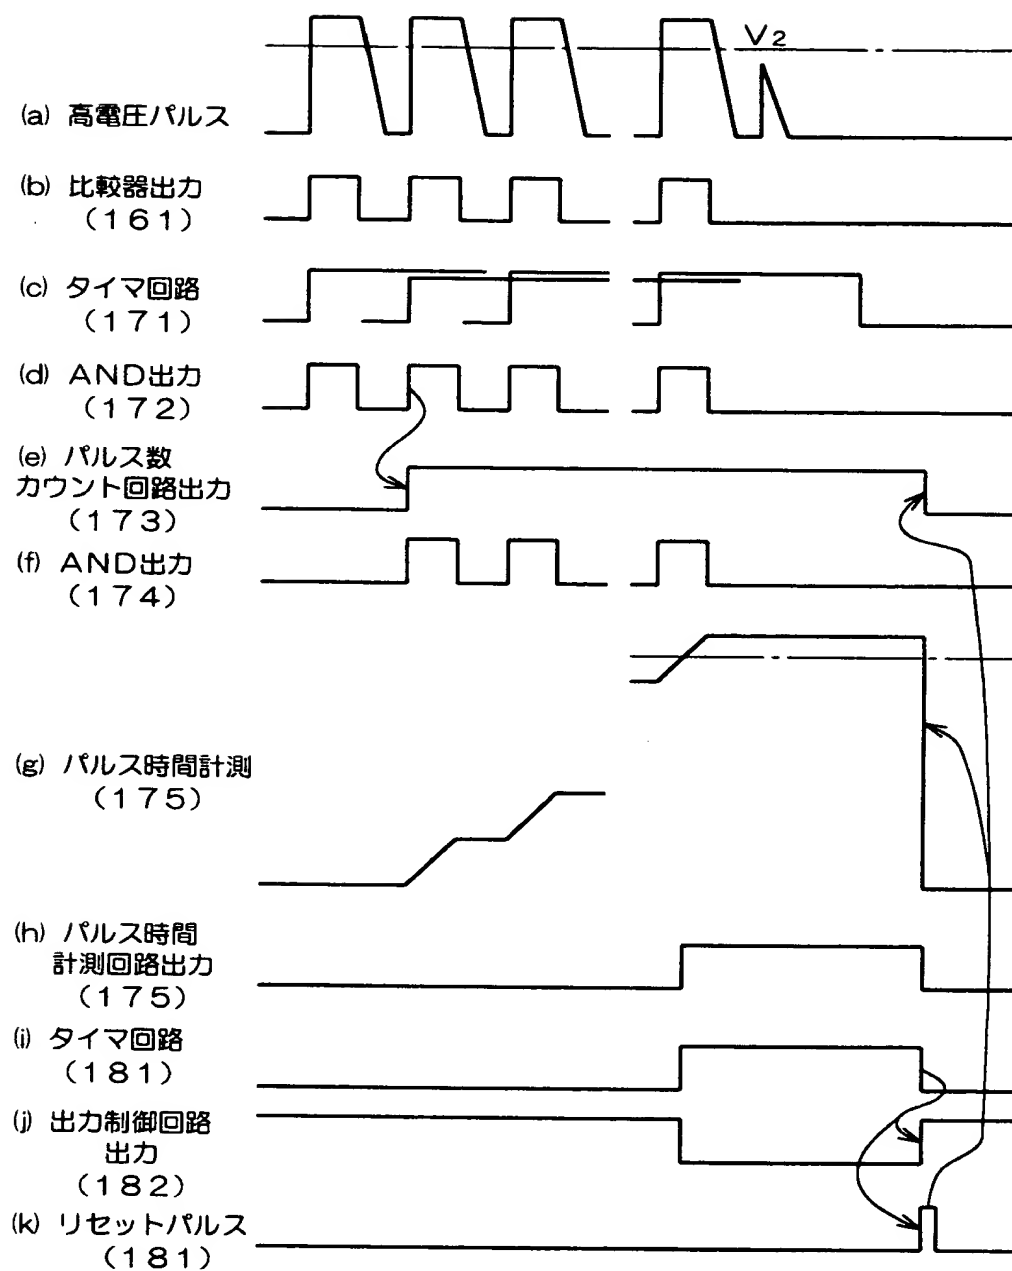 V2
(a) 高電圧パルス
(b) 比較器出力
(161)
(c) タイマ回路
(171)
(d) AND出力
(172)
(e) パルス数
カウント回路出力
(173)
(f) AND出力
(174)
(g) パルス時間計測
(175)
(h) パルス時間
計測回路出力
(175)
(i) タイマ回路
(181)
(j) 出力制御回路
出力
(182)
(k) リセットパルス
(181)